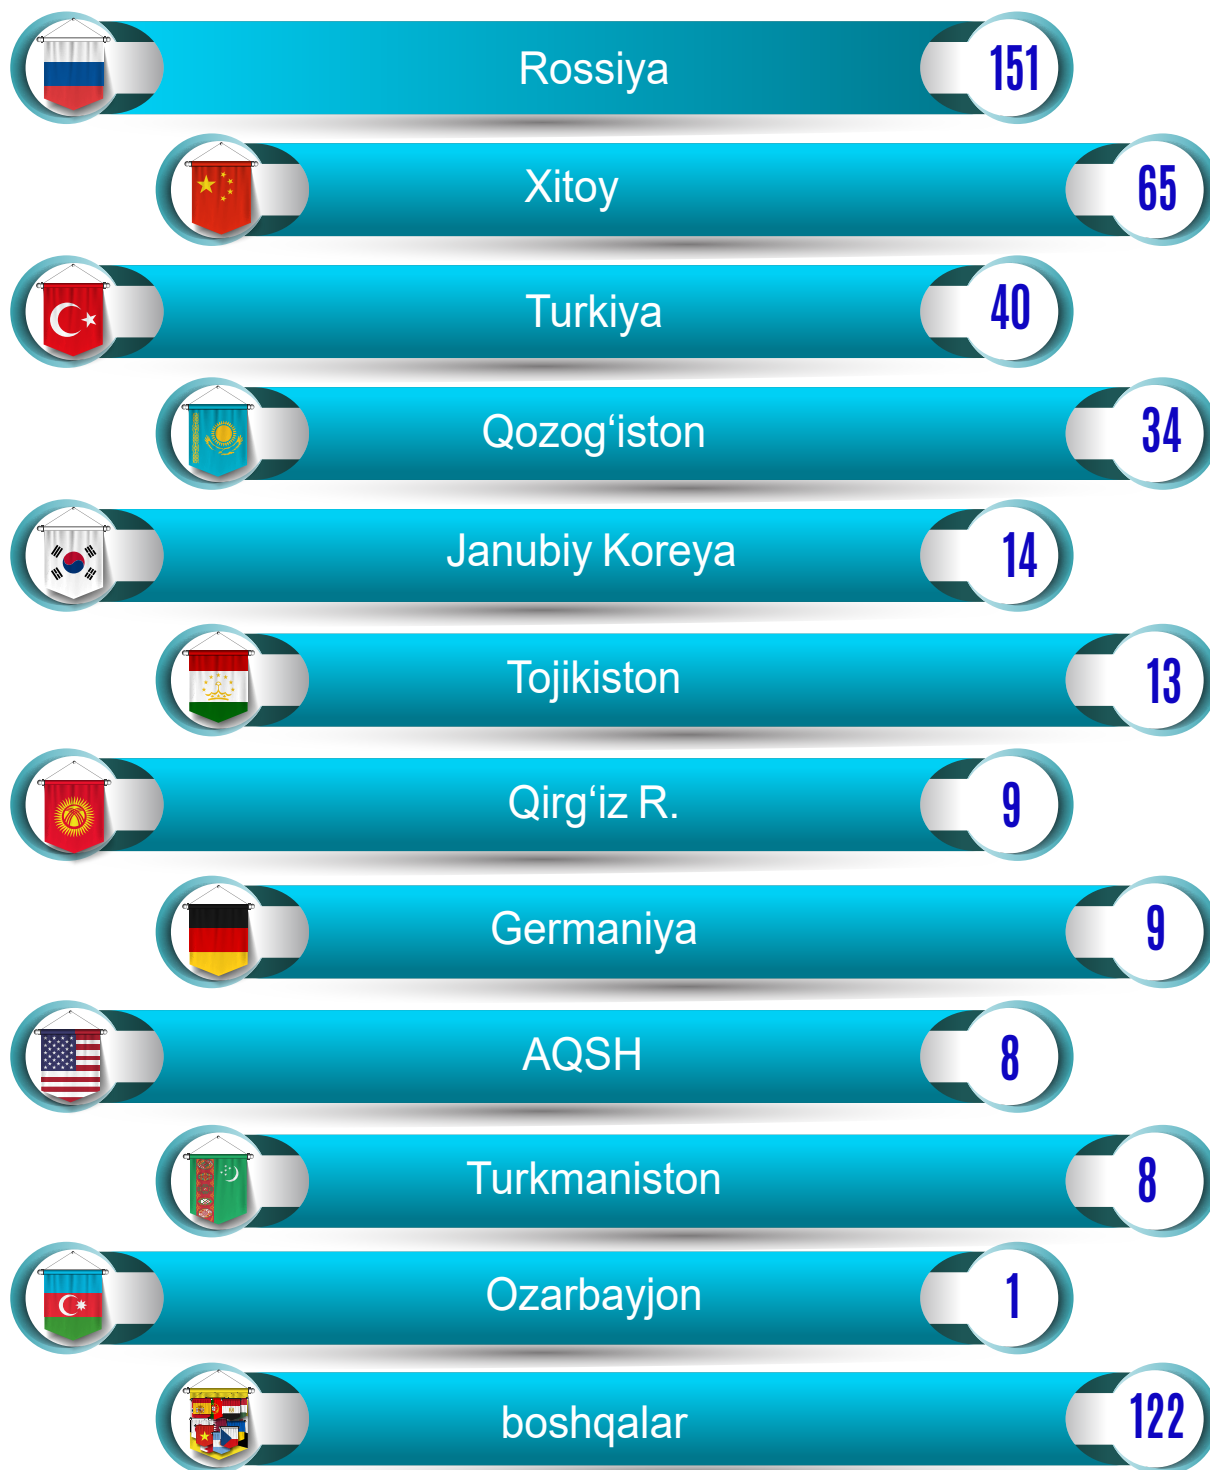 Rossiya 151
Xitoy 65
Turkiya 40
Qozog‘iston 34
Janubiy Koreya 14
Tojikiston 13
Qirg‘iz R. 9
Germaniya 9
AQSH 8
Turkmaniston 8
Ozarbayjon 1
boshqalar 122